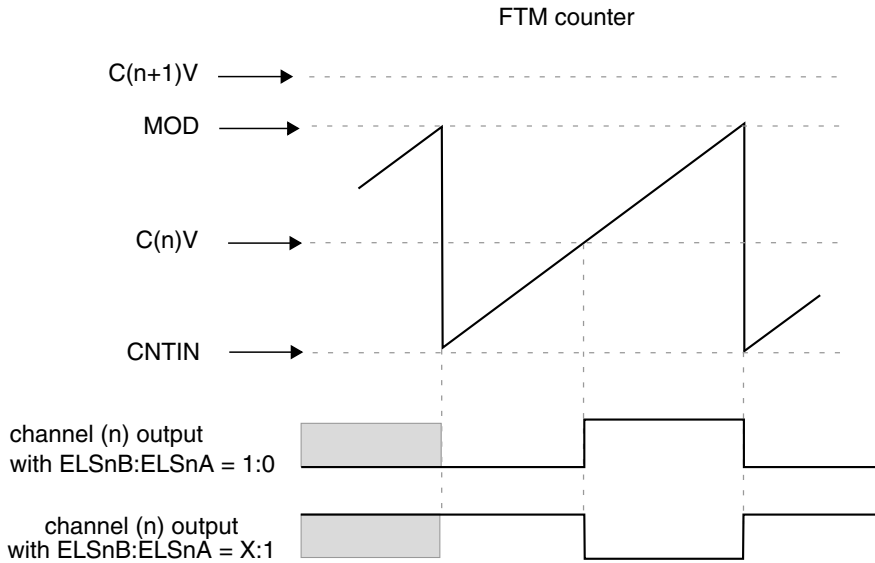 FTM counter
C(n+1)V
MOD
C(n)V
CNTIN
channel (n) output
with ELSnB:ELSnA = 1:0
channel (n) output
with ELSnB:ELSnA = X:1